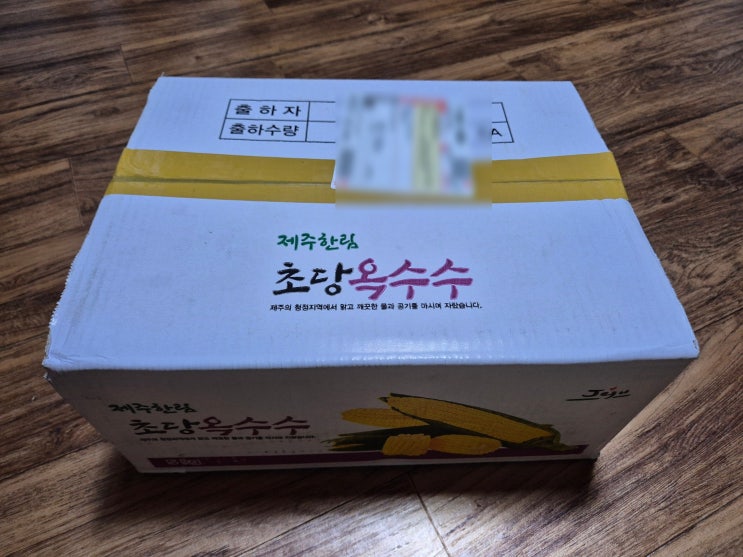 출하자
출하수량
A
제주한림
초당옥수수
제주의 청정지역에서 맑고 깨끗한 물과 공기를 마시며 자랐습니다.
제주한림
초당옥수수
Jeju